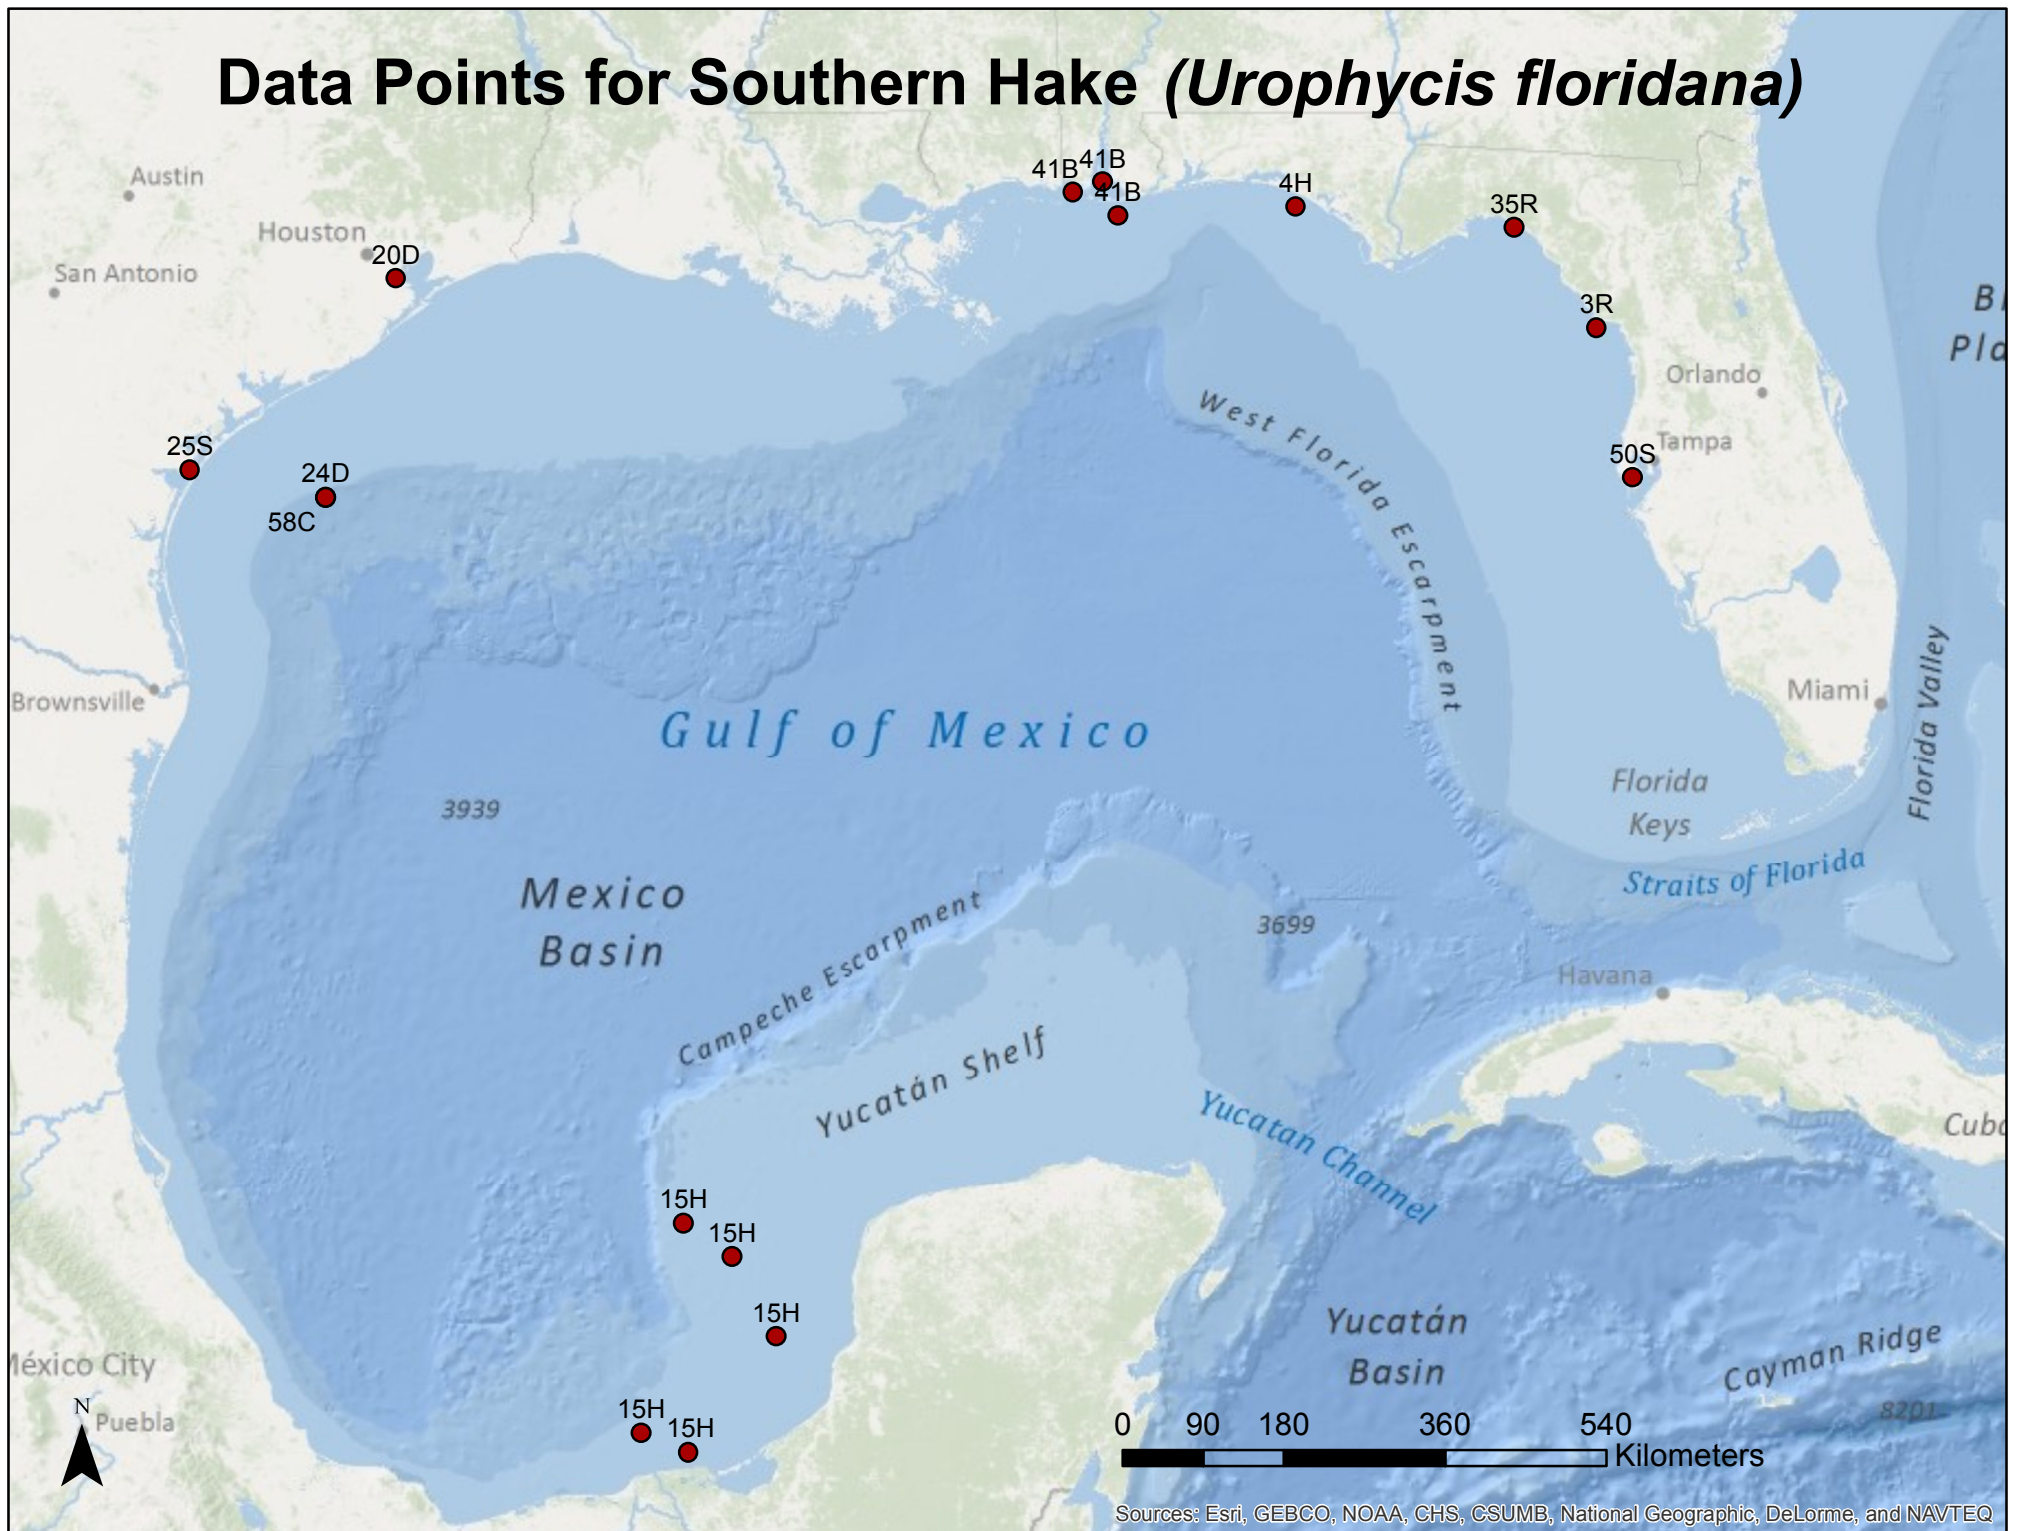 Data Points for Southern Hake (Urophycis floridana)
Austin
41B
41B
41B
4H
35R
Houston
20D
San Antonio
3R
Bl
Pla
Orlando
West Florida Escarpment
25S
24D
58C
Tampa
50S
Brownsville
Gulf of Mexico
Miami
Florida Valley
Florida
Keys
3939
Straits of Florida
Mexico
Basin
Campeche Escarpment
3699
Havana
Yucatán Shelf
Yucatan Channel
Cuba
15H
15H
15H
15H
15H
Yucatán
Basin
Cayman Ridge
8201
México City
N
Puebla
0 90 180 360 540
Kilometers
Sources: Esri, GEBCO, NOAA, CHS, CSUMB, National Geographic, DeLorme, and NAVTEQ